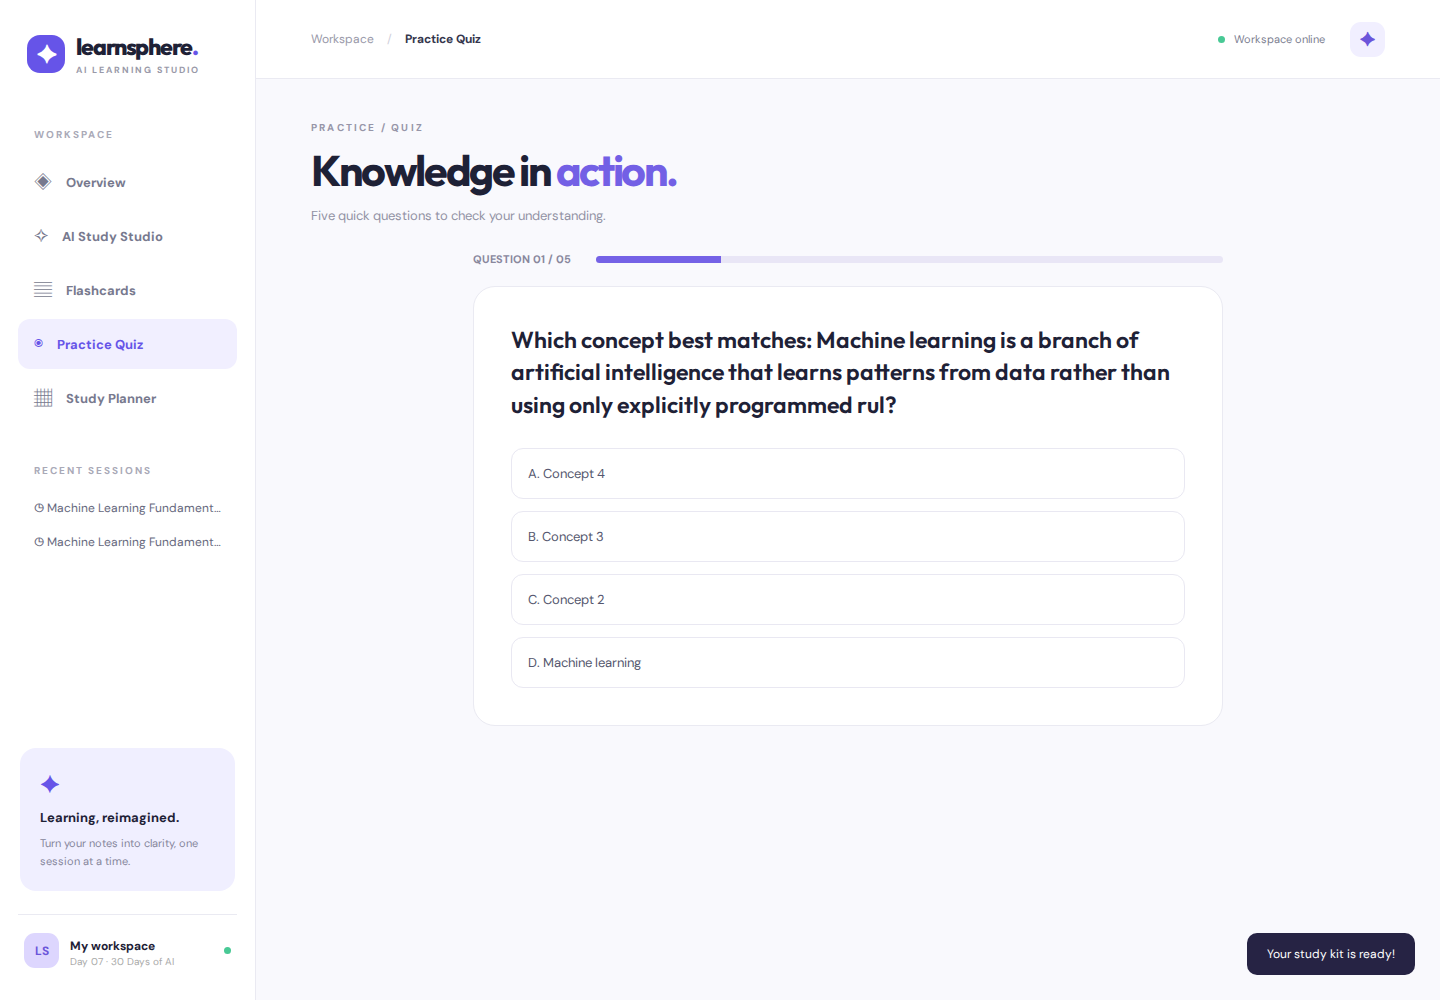 learnsphere.
AI LEARNING STUDIO
WORKSPACE
Overview
AI Study Studio
Flashcards
Practice Quiz
Study Planner
RECENT SESSIONS
Machine Learning Fundament...
Machine Learning Fundament...
Learning, reimagined.
Turn your notes into clarity, one
session at a time.
LS
My workspace
Day 07 · 30 Days of AI
Workspace / Practice Quiz
Workspace online
PRACTICE / QUIZ
Knowledge in action.
Five quick questions to check your understanding.
QUESTION 01 / 05
Which concept best matches: Machine learning is a branch of
artificial intelligence that learns patterns from data rather than
using only explicitly programmed rul?
A. Concept 4
B. Concept 3
C. Concept 2
D. Machine learning
Your study kit is ready!